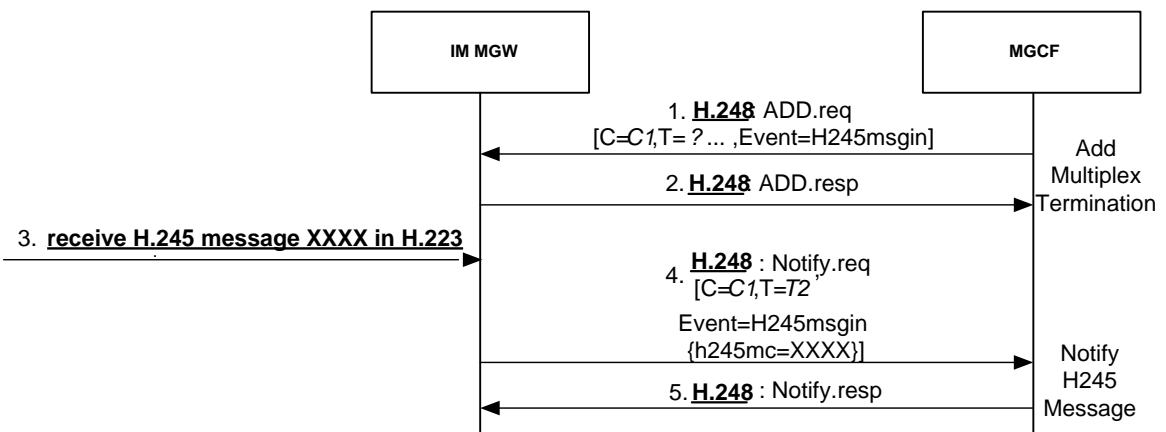 IM MGW
MGCF
1. H.248: ADD.req
[C=C1,T= ? ... ,Event=H245msgin]
2. H.248: ADD.resp
Add
Multiplex
Termination
3. receive H.245 message XXXX in H.223
4. H.248 : Notify.req
[C=C1,T=T2 ,
Event=H245msgin
{h245mc=XXXX}]
5. H.248 : Notify.resp
Notify
H245
Message